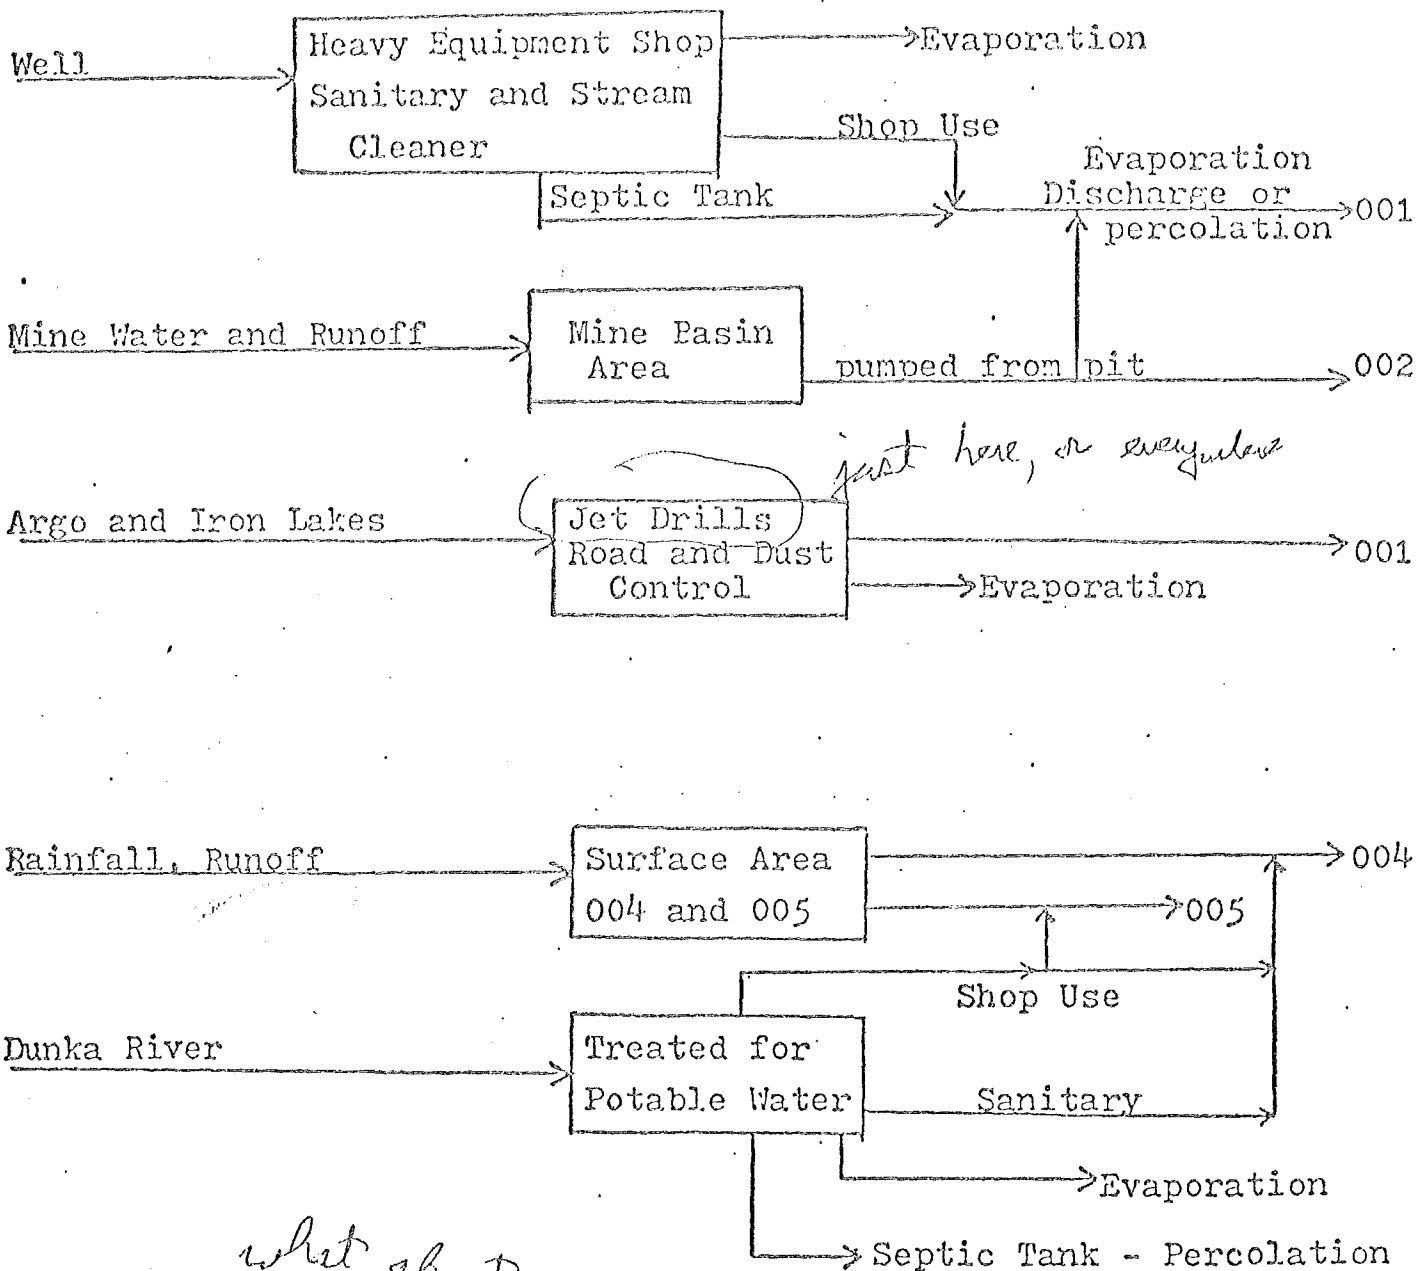 Well
Heavy Equipment Shop
Sanitary and Stream
Cleaner
Evaporation
Shop Use
Septic Tank
Evaporation
Discharge or
percolation
001
Mine Water and Runoff
Mine Basin
Area
pumped from pit
002
just here, or everywhere
Argo and Iron Lakes
Jet Drills
Road and Dust
Control
001
Evaporation
Rainfall, Runoff
Surface Area
004 and 005
004
005
Shop Use
Dunka River
Treated for
Potable Water
Sanitary
Evaporation
Septic Tank - Percolation
what